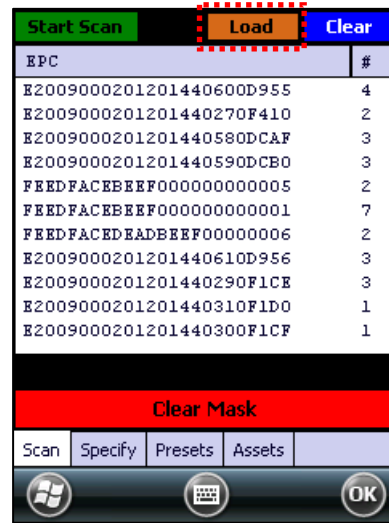 Start Scan Load Clear
EPC #
E2009000201201440600D955 4
E2009000201201440270F410 2
E2009000201201440580DCAF 3
E2009000201201440590DCB0 3
FEEDFACEBEEF000000000005 2
FEEDFACEBEEF000000000001 7
FEEDFACEDEADBEEF00000006 2
E2009000201201440610D956 3
E2009000201201440290F1CE 3
E2009000201201440310F1D0 1
E2009000201201440300F1CF 1
Clear Mask
Scan Specify Presets Assets
OK